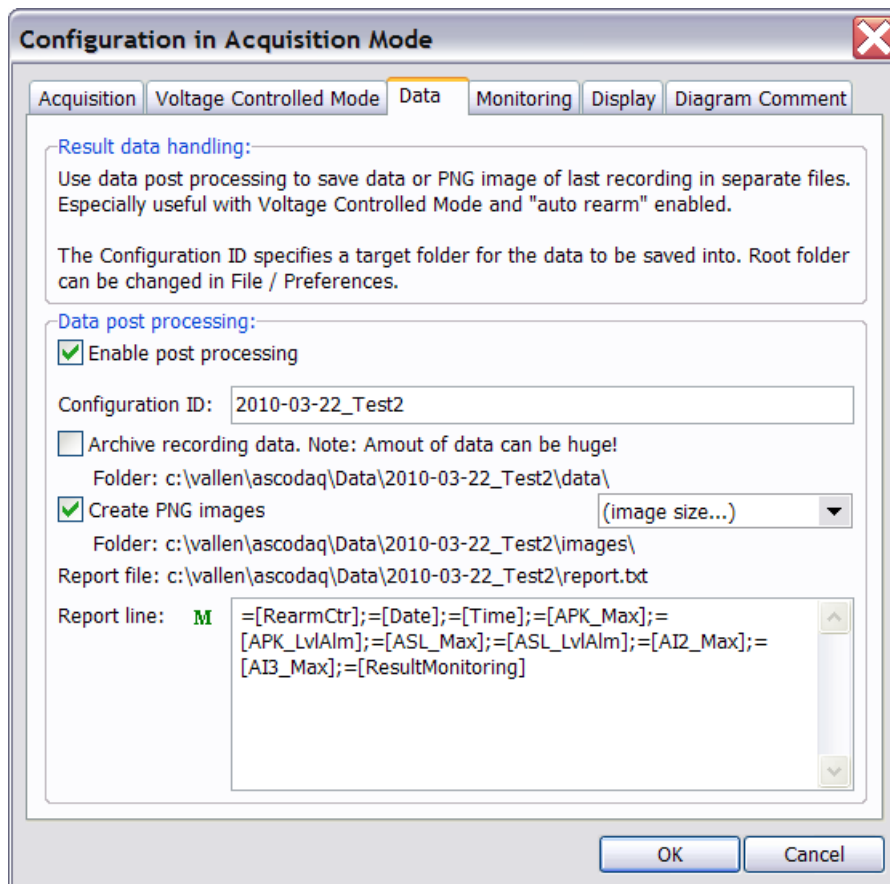 Configuration in Acquisition Mode
Acquisition
Voltage Controlled Mode
Data
Monitoring
Display
Diagram Comment
Result data handling:
Use data post processing to save data or PNG image of last recording in separate files.
Especially useful with Voltage Controlled Mode and "auto rearm" enabled.
The Configuration ID specifies a target folder for the data to be saved into. Root folder
can be changed in File / Preferences.
Data post processing:
Enable post processing
Configuration ID: 2010-03-22_Test2
Archive recording data. Note: Amout of data can be huge!
Folder: c:\vallen\ascodaq\Data\2010-03-22_Test2\data\
Create PNG images (image size...)
Folder: c:\vallen\ascodaq\Data\2010-03-22_Test2\images\
Report file: c:\vallen\ascodaq\Data\2010-03-22_Test2\report.txt
Report line: M =[RearmCtr];=[Date];=[Time];=[APK_Max];=
[APK_LvlAlm];=[ASL_Max];=[ASL_LvlAlm];=[AI2_Max];=
[AI3_Max];=[ResultMonitoring]
OK
Cancel